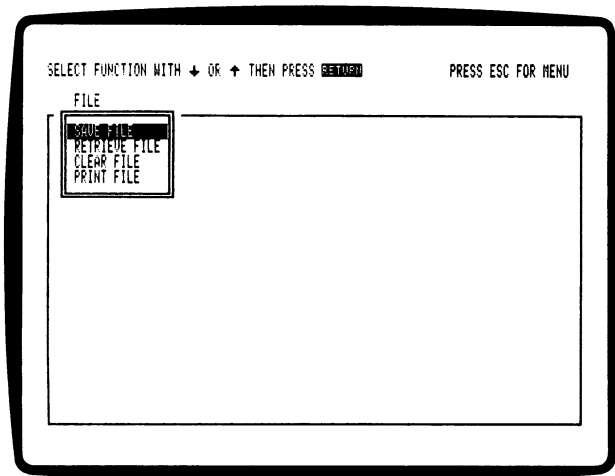 SELECT FUNCTION WITH ↓ OR ↑ THEN PRESS RETURN PRESS ESC FOR MENU
FILE
SAVE FILE
RETRIEVE FILE
CLEAR FILE
PRINT FILE